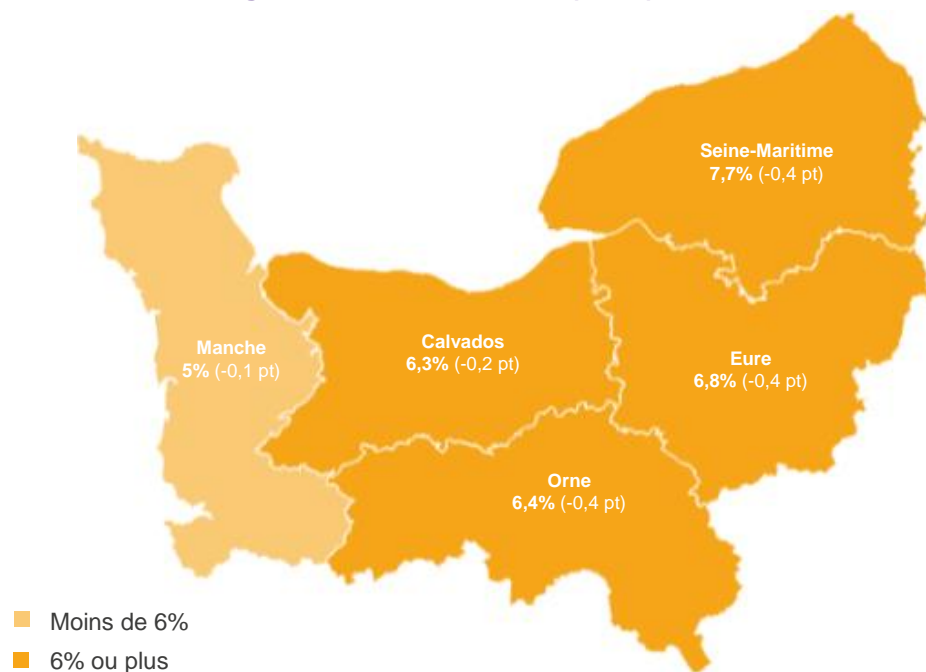 Seine-Maritime
7,7% (-0,4 pt)
Manche
5% (-0,1 pt)
Calvados
6,3% (-0,2 pt)
Eure
6,8% (-0,4 pt)
Orne
6,4% (-0,4 pt)
Moins de 6%
6% ou plus